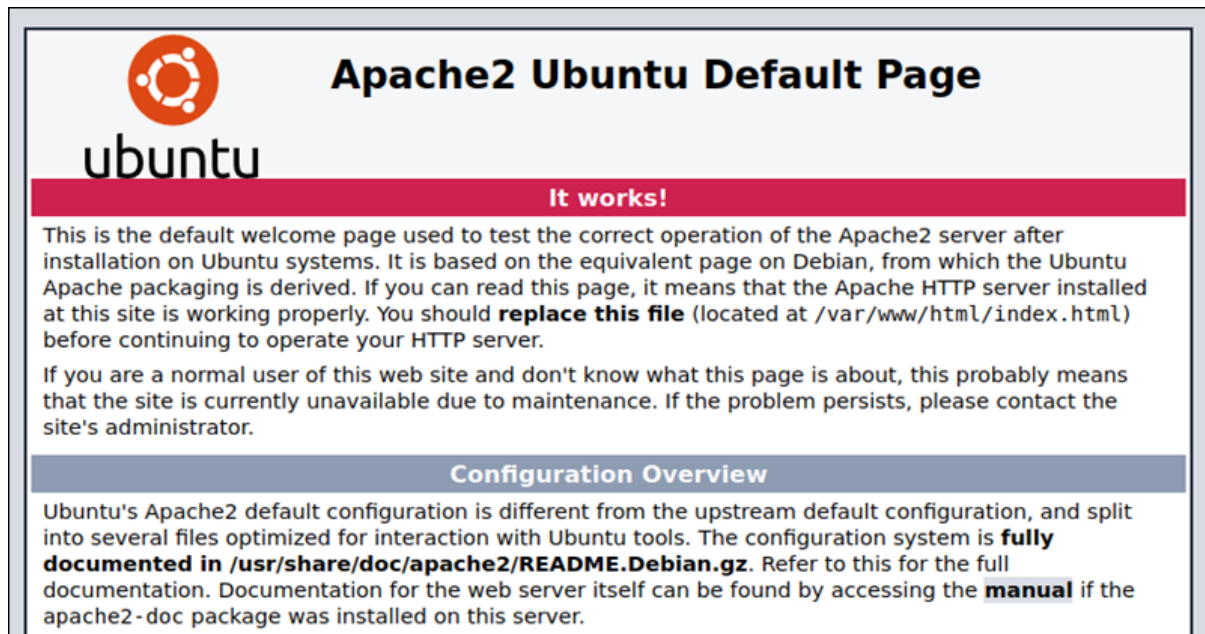 Apache2 Ubuntu Default Page
ubuntu
It works!
This is the default welcome page used to test the correct operation of the Apache2 server after
installation on Ubuntu systems. It is based on the equivalent page on Debian, from which the Ubuntu
Apache packaging is derived. If you can read this page, it means that the Apache HTTP server installed
at this site is working properly. You should replace this file (located at /var/www/html/index.html)
before continuing to operate your HTTP server.
If you are a normal user of this web site and don't know what this page is about, this probably means
that the site is currently unavailable due to maintenance. If the problem persists, please contact the
site's administrator.
Configuration Overview
Ubuntu's Apache2 default configuration is different from the upstream default configuration, and split
into several files optimized for interaction with Ubuntu tools. The configuration system is fully
documented in /usr/share/doc/apache2/README.Debian.gz. Refer to this for the full
documentation. Documentation for the web server itself can be found by accessing the manual if the
apache2-doc package was installed on this server.